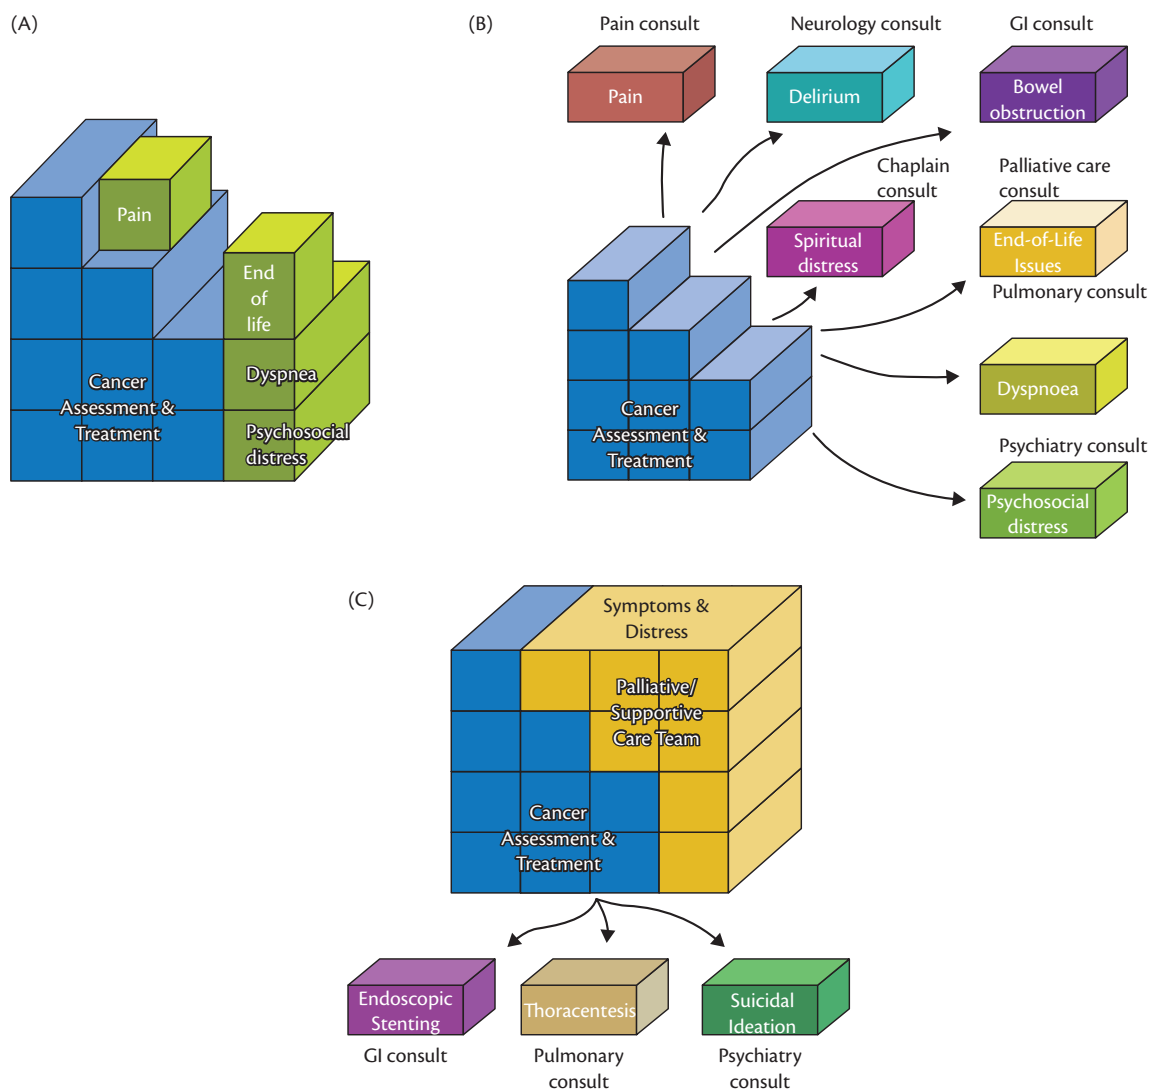 (A)
Pain
End
of
life
Dyspnea
Psychosocial
distress
Cancer
Assessment &
Treatment
(B)
Pain consult
Pain
Neurology consult
Delirium
GI consult
Bowel
obstruction
Chaplain
consult
Spiritual
distress
Palliative care
consult
End-of-Life
Issues
Pulmonary consult
Dyspnoea
Psychiatry consult
Psychosocial
distress
Cancer
Assessment &
Treatment
(C)
Symptoms &
Distress
Palliative/
Supportive
Care Team
Cancer
Assessment &
Treatment
Endoscopic
Stenting
GI consult
Thoracentesis
Pulmonary
consult
Suicidal
Ideation
Psychiatry
consult